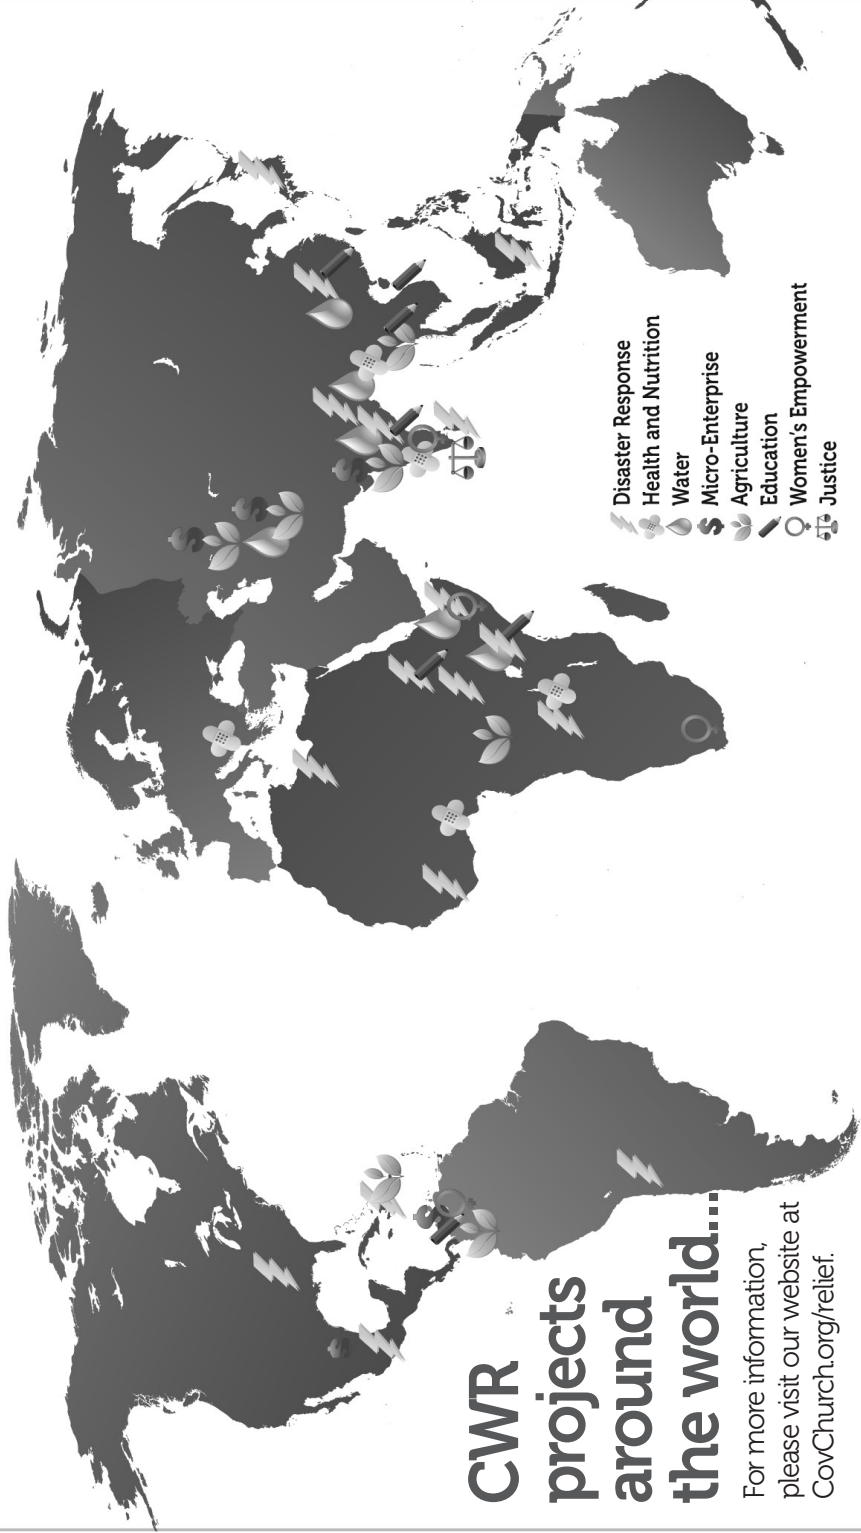 CWR
projects
around
the world...
For more information,
please visit our website at
CovChurch.org/relief.
Disaster Response
Health and Nutrition
Water
Micro-Enterprise
Agriculture
Education
Women's Empowerment
Justice